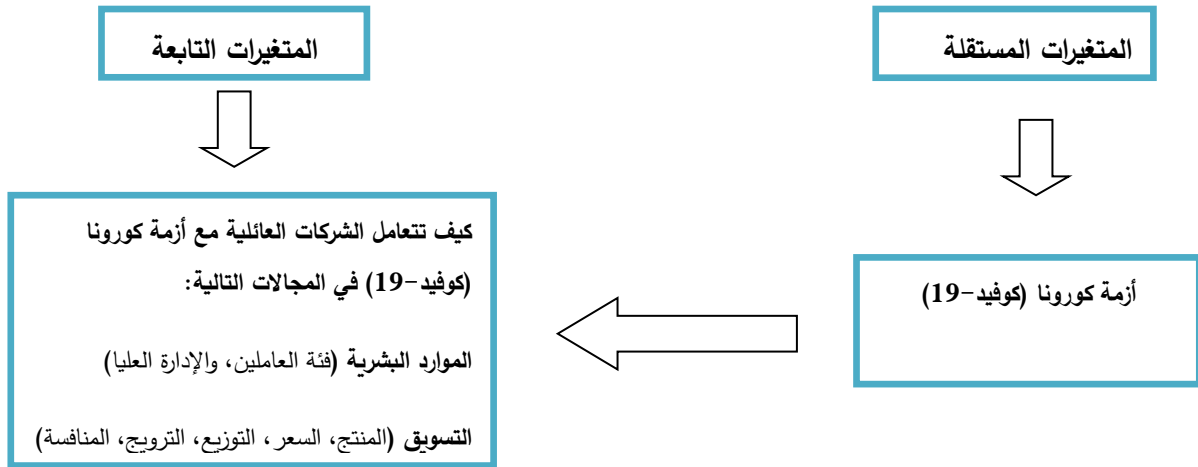 المتغيرات المستقلة
المتغيرات التابعة
أزمة كورونا (كوفيد-19)
كيف تتعامل الشركات العائلية مع أزمة كورونا
(كوفيد-19) في المجالات التالية:
الموارد البشرية (فئة العاملين، والإدارة العليا)
التسويق (المنتج، السعر، التوزيع، الترويج، المنافسة)